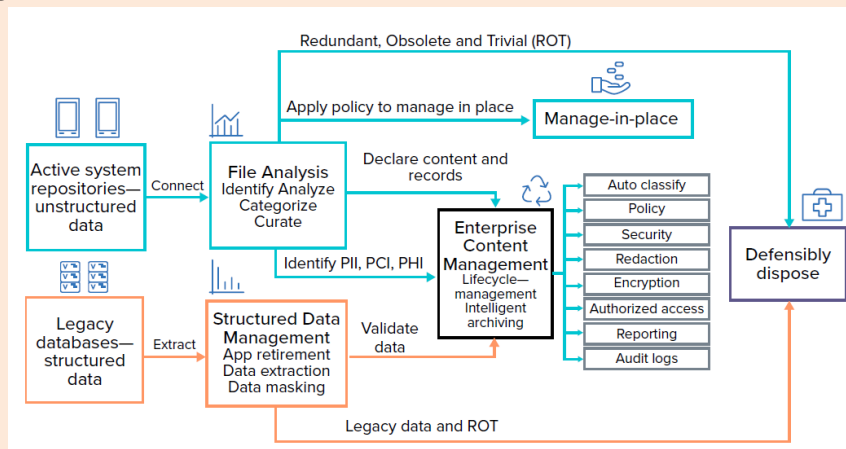 Redundant, Obsolete and Trivial (ROT)
Apply policy to manage in place
Manage-in-place
Active system
repositories—
unstructured
data
Connect
File Analysis
Identify Analyze
Categorize
Curate
Declare content and
records
Identify PII, PCI, PHI
Enterprise
Content
Management
Lifecycle—
management
Intelligent
archiving
Auto classify
Policy
Security
Redaction
Encryption
Authorized access
Reporting
Audit logs
Defensibly
dispose
Legacy
databases—
structured
data
Extract
Structured Data
Management
App retirement
Data extraction
Data masking
Validate
data
Legacy data and ROT